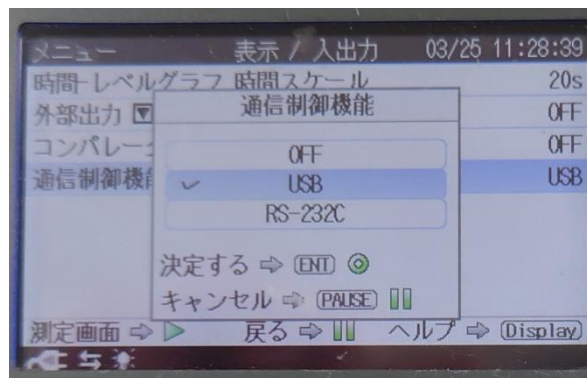 メニュー 表示 / 入出力 03/25 11:28:39
時間-レベルグラフ 時間スケール 20s
外部出力 ▼ OFF
コンパレー OFF
通信制御機 USB
通信制御機能
OFF
✓ USB
RS-232C
決定する ⇨ ENT
キャンセル ⇨ PAUSE
測定画面 ⇨ 戻る ⇨ ヘルプ ⇨ Display